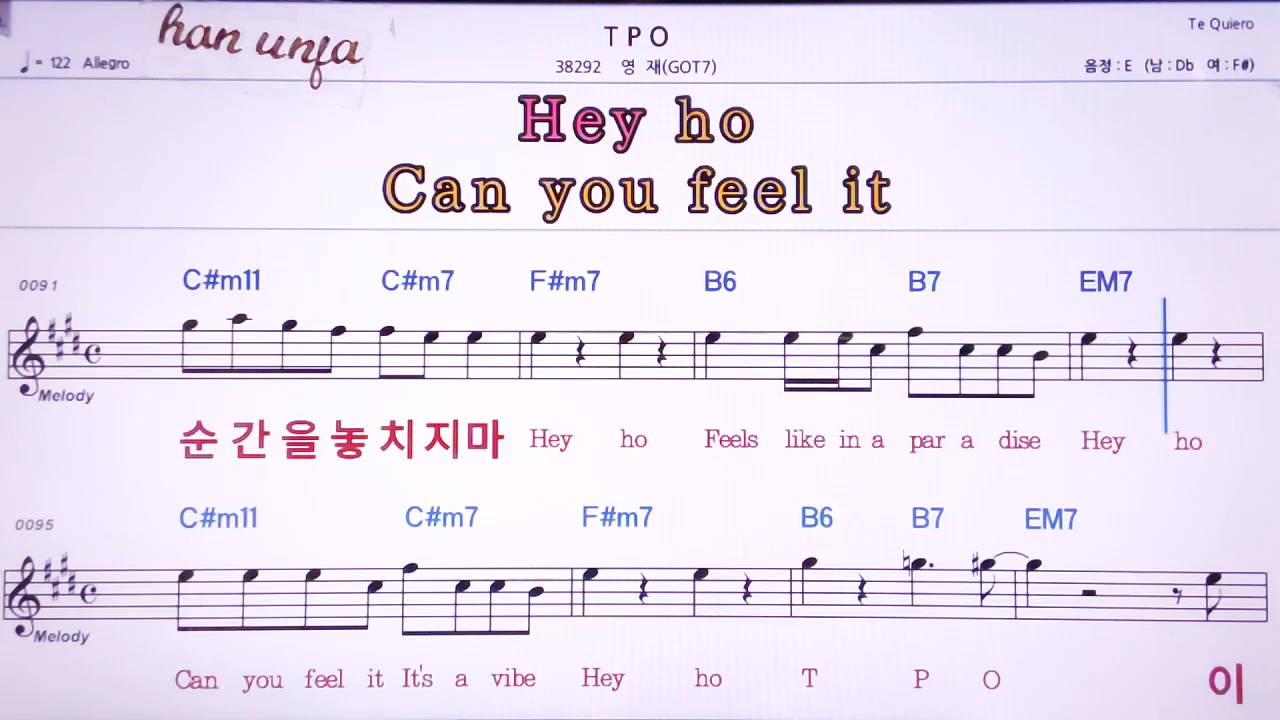 han unfa
TPO
Te Quiero
♩ = 122 Allegro
38292 영 재(GOT7)
음정 : E (남 : Db 여 : F#)
Hey ho
Can you feel it
0091
C#m11 C#m7 F#m7 B6 B7 EM7
Melody
순 간 을 놓 치 지 마 Hey ho Feels like in a par a dise Hey ho
0095
C#m11 C#m7 F#m7 B6 B7 EM7
Melody
Can you feel it It's a vibe Hey ho T P O 이